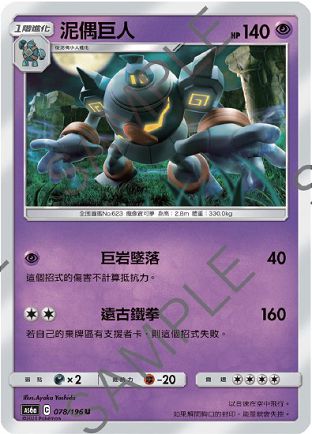 1階進化 泥偶巨人 HP 140
從泥偶小人進化
全國圖鑑No.623 魔像寶可夢 身高：2.8m 體重：330.0kg
巨岩墜落 40
這個招式的傷害不計算抵抗力。
遠古鐵拳 160
若自己的棄牌區有支援者卡，則這個招式失敗。
弱點 ×2 抵抗力 -20 撤退
Illus. Ayaka Yoshida
AS6a C 078/196 U
SAMPLE
SAMPLE